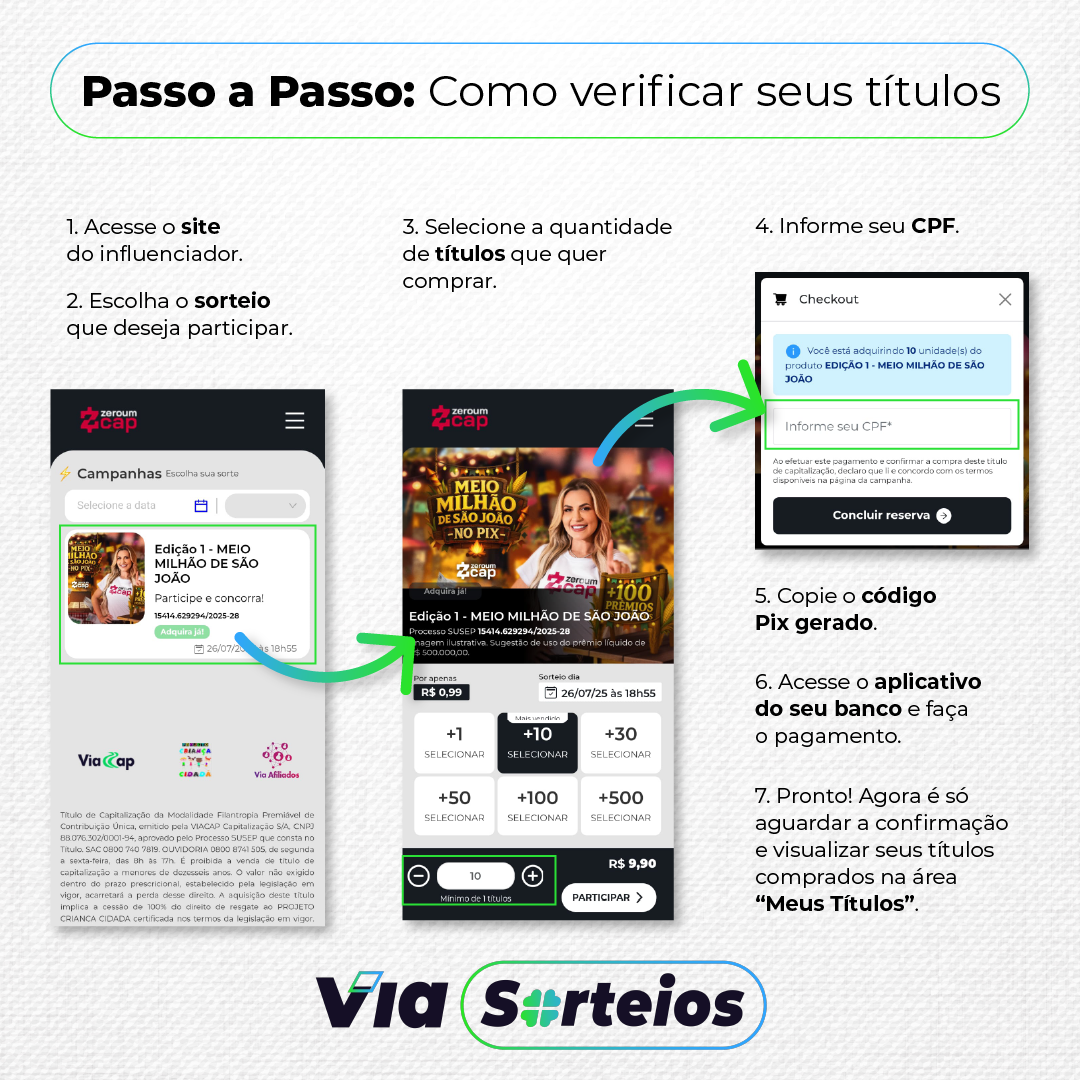 Passo a Passo: Como verificar seus títulos
1. Acesse o site
do influenciador.
2. Escolha o sorteio
que deseja participar.
zeroum
cap
Campanhas Escolha sua sorte
Selecione a data
MEIO
MILHÃO
DE SÃO JOÃO
-NO PIX-
zeroum
cap
Edição 1 - MEIO
MILHÃO DE SÃO
JOÃO
Participe e concorra!
15414.629294/2025-28
Adquira já!
26/07/20 às 18h55
ViaCap
CRIANÇA
CIDADÃ
Via Afiliados
Título de Capitalização da Modalidade Filantropia Premiável de
Contribuição Única, emitido pela VIACAP Capitalização S/A, CNPJ
88.076.302/0001-94, aprovado pelo Processo SUSEP que consta no
Título. SAC 0800 740 7819. OUVIDORIA 0800 8741 505, de segunda
a sexta-feira, das 8h às 17h. É proibida a venda de título de
capitalização a menores de dezesseis anos. O valor não exigido
dentro do prazo prescricional, estabelecido pela legislação em
vigor, acarretará a perda desse direito. A aquisição deste título
implica a cessão de 100% do direito de resgate ao PROJETO
CRIANCA CIDADA certificada nos termos da legislação em vigor.
3. Selecione a quantidade
de títulos que quer
comprar.
zeroum
cap
MEIO
MILHÃO
DE SÃO JOÃO
-NO PIX-
zeroum
cap
zeroum
cap
+100
PRÊMIOS
Adquira já!
Edição 1 - MEIO MILHÃO DE SÃO JOÃO
Processo SUSEP 15414.629294/2025-28
magem ilustrativa. Sugestão de uso do prêmio líquido de
R$ 500.000,00.
Por apenas
R$ 0,99
Sorteio dia
26/07/25 às 18h55
+1
SELECIONAR
Mais vendido
+10
SELECIONAR
+30
SELECIONAR
+50
SELECIONAR
+100
SELECIONAR
+500
SELECIONAR
10
Mínimo de 1 títulos
R$ 9,90
PARTICIPAR
4. Informe seu CPF.
Checkout
Você está adquirindo 10 unidade(s) do
produto EDIÇÃO 1 - MEIO MILHÃO DE SÃO
JOÃO
Informe seu CPF*
Ao efetuar este pagamento e confirmar a compra deste título
de capitalização, declaro que li e concordo com os termos
disponíveis na página da campanha.
Concluir reserva
5. Copie o código
Pix gerado.
6. Acesse o aplicativo
do seu banco e faça
o pagamento.
7. Pronto! Agora é só
aguardar a confirmação
e visualizar seus títulos
comprados na área
“Meus Títulos”.
Via Sorteios